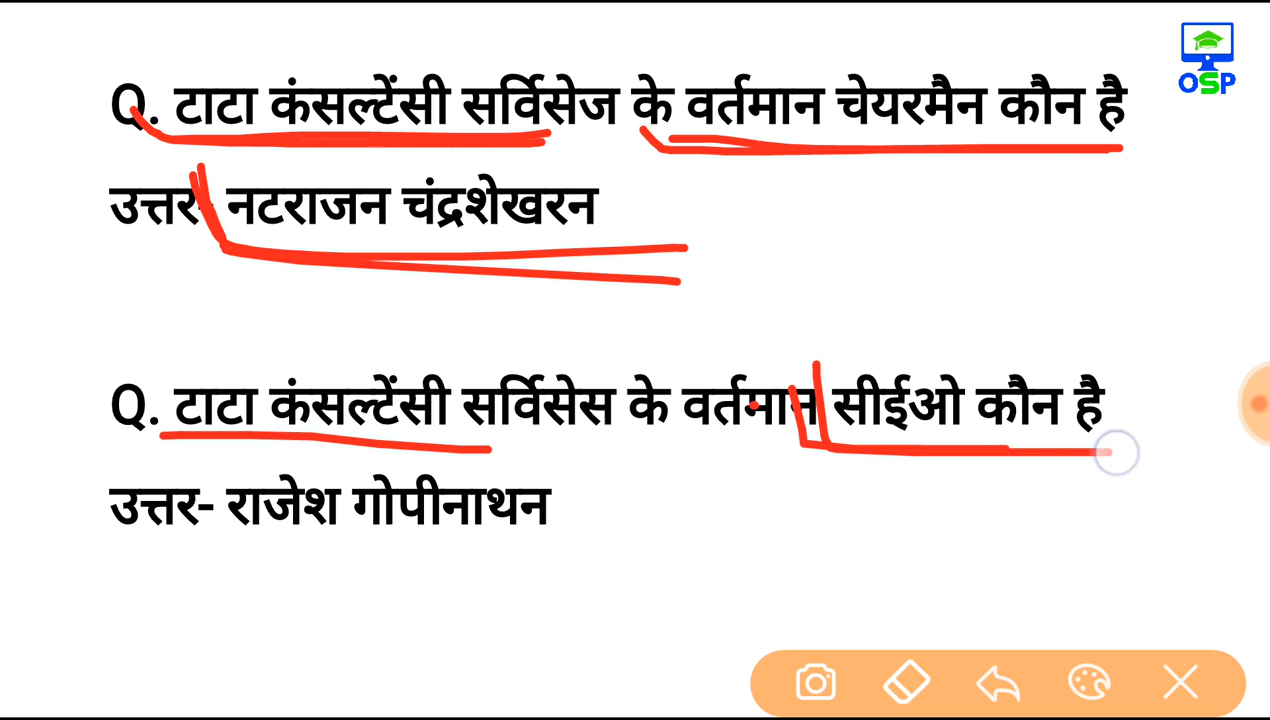 OSP
Q. टाटा कंसल्टेंसी सर्विसेज के वर्तमान चेयरमैन कौन है
उत्तर- नटराजन चंद्रशेखरन
Q. टाटा कंसल्टेंसी सर्विसेस के वर्तमान सीईओ कौन है
उत्तर- राजेश गोपीनाथन